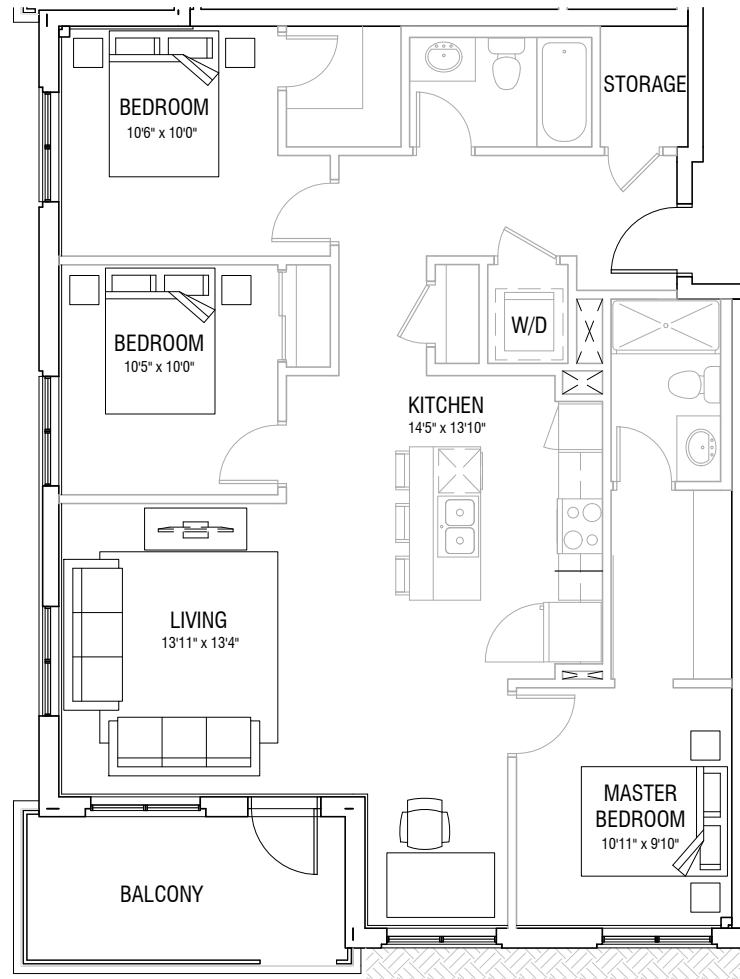 STORAGE
BEDROOM
10'6" x 10'0"
W/D
BEDROOM
10'5" x 10'0"
KITCHEN
14'5" x 13'10"
LIVING
13'11" x 13'4"
MASTER
BEDROOM
10'11" x 9'10"
BALCONY